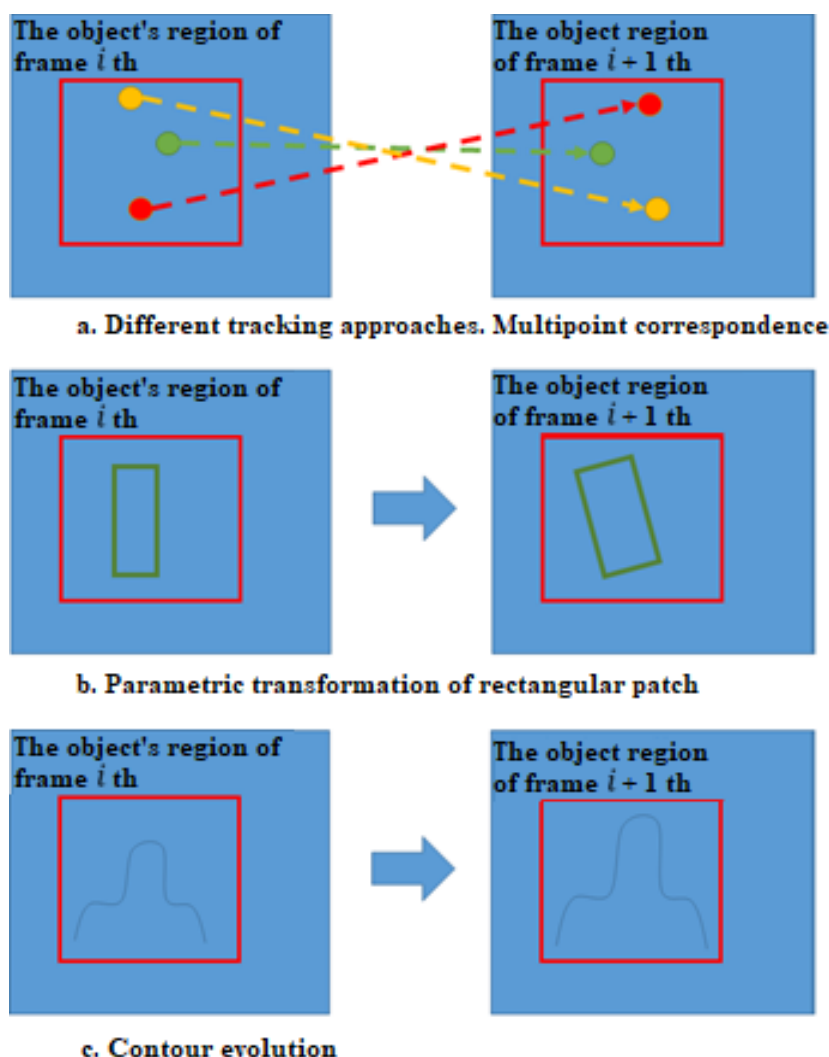 The object's region of
frame i th
The object region
of frame i + 1 th
a. Different tracking approaches. Multipoint correspondence
The object's region of
frame i th
The object region
of frame i + 1 th
b. Parametric transformation of rectangular patch
The object's region of
frame i th
The object region
of frame i + 1 th
c. Contour evolution